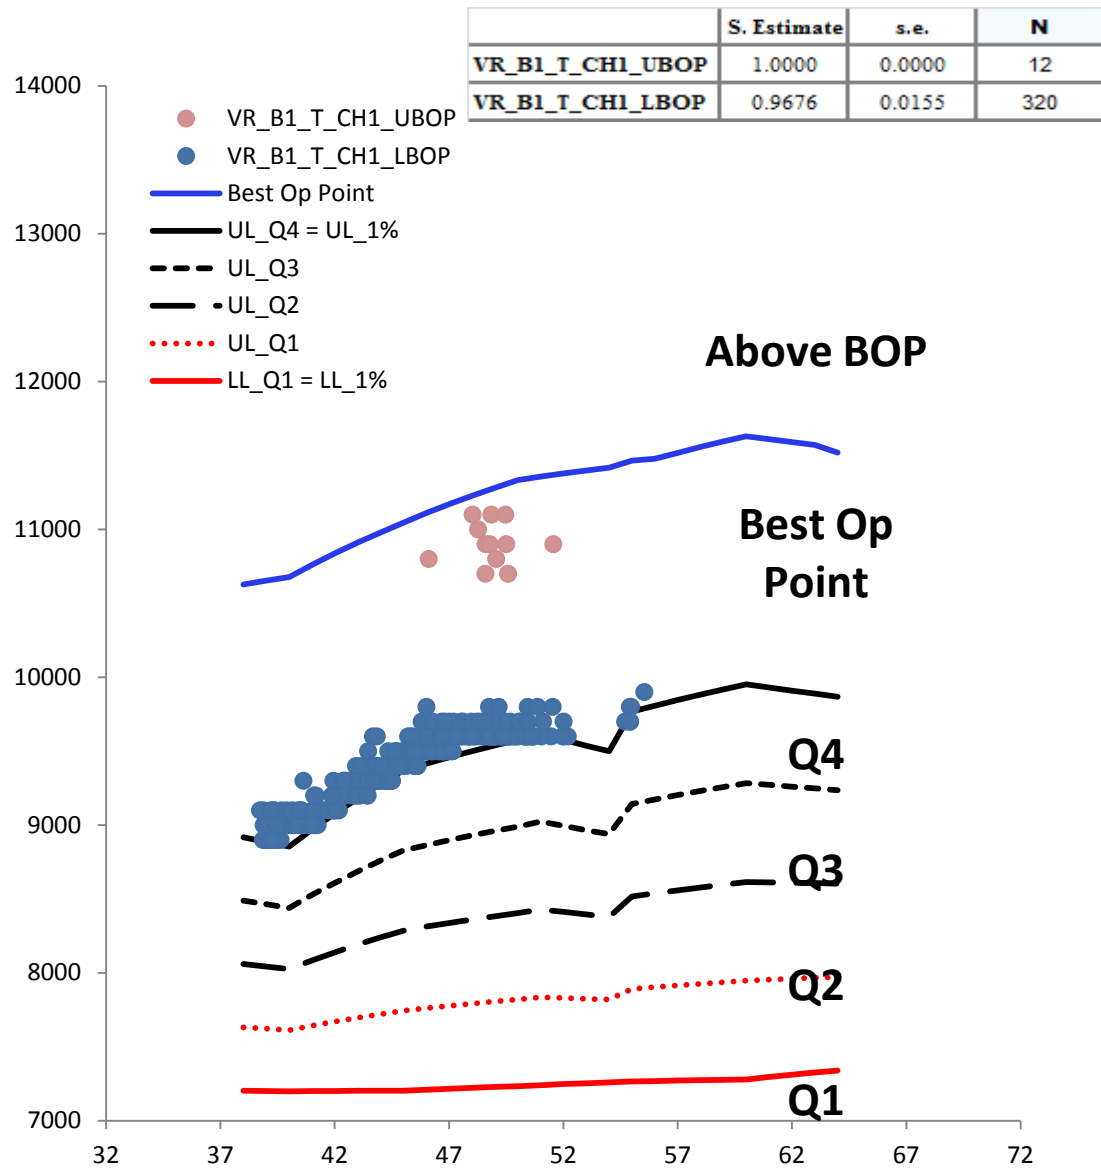 S. Estimate s.e. N
VR_B1_T_CH1_UBOP 1.0000 0.0000 12
VR_B1_T_CH1_LBOP 0.9676 0.0155 320
14000
13000
12000
11000
10000
9000
8000
7000
VR_B1_T_CH1_UBOP
VR_B1_T_CH1_LBOP
Best Op Point
UL_Q4 = UL_1%
UL_Q3
UL_Q2
UL_Q1
LL_Q1 = LL_1%
Above BOP
Best Op
Point
Q4
Q3
Q2
Q1
32 37 42 47 52 57 62 67 72